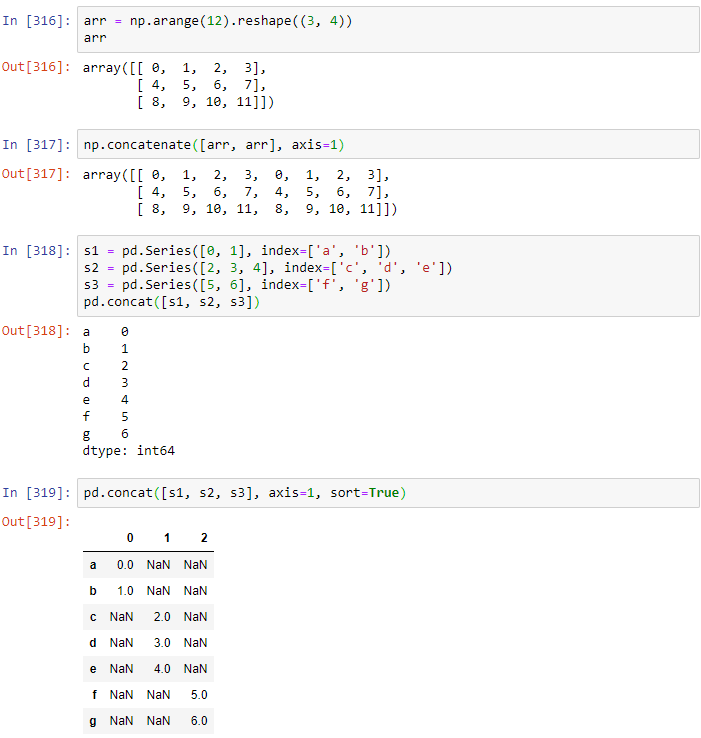 In [316]: arr = np.arange(12).reshape((3, 4))
arr
Out[316]: array([[ 0, 1, 2, 3],
[ 4, 5, 6, 7],
[ 8, 9, 10, 11]])
In [317]: np.concatenate([arr, arr], axis=1)
Out[317]: array([[ 0, 1, 2, 3, 0, 1, 2, 3],
[ 4, 5, 6, 7, 4, 5, 6, 7],
[ 8, 9, 10, 11, 8, 9, 10, 11]])
In [318]: s1 = pd.Series([0, 1], index=['a', 'b'])
s2 = pd.Series([2, 3, 4], index=['c', 'd', 'e'])
s3 = pd.Series([5, 6], index=['f', 'g'])
pd.concat([s1, s2, s3])
Out[318]: a 0
b 1
c 2
d 3
e 4
f 5
g 6
dtype: int64
In [319]: pd.concat([s1, s2, s3], axis=1, sort=True)
Out[319]:
0 1 2
a 0.0 NaN NaN
b 1.0 NaN NaN
c NaN 2.0 NaN
d NaN 3.0 NaN
e NaN 4.0 NaN
f NaN NaN 5.0
g NaN NaN 6.0